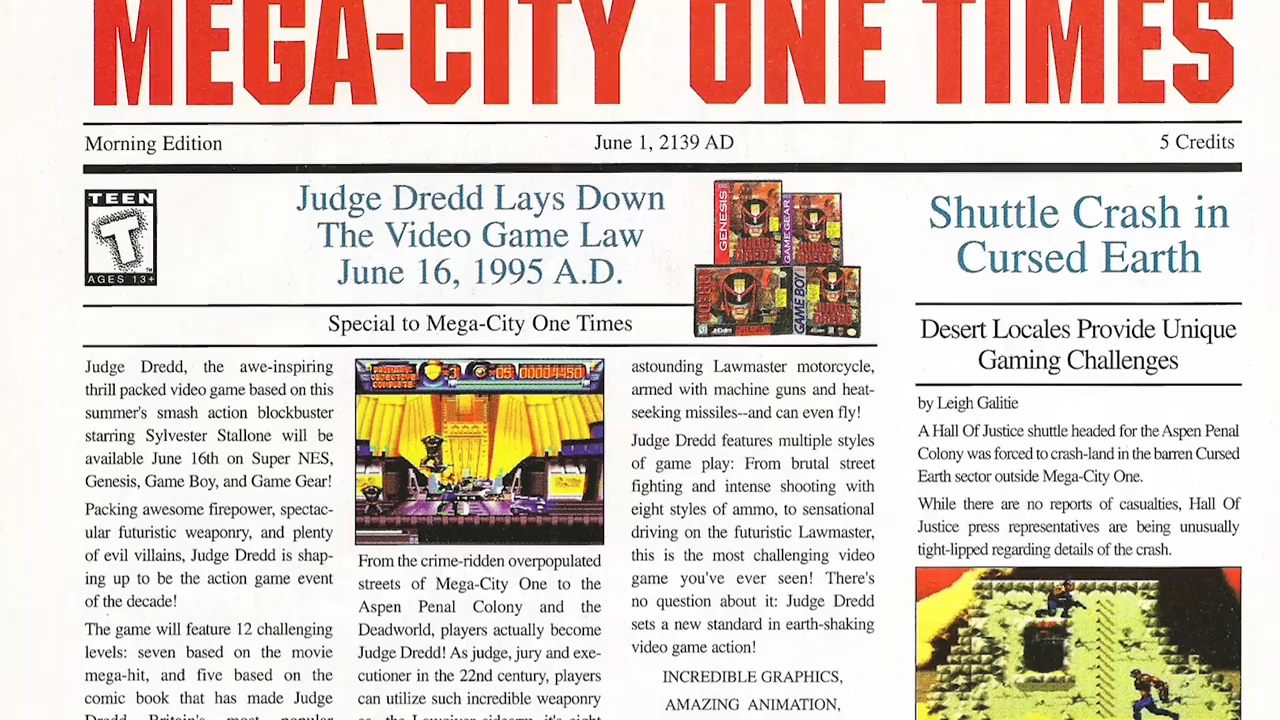 MEGA-CITY ONE TIMES
Morning Edition
June 1, 2139 AD
5 Credits
TEEN
T
AGES 13+
Judge Dredd Lays Down
The Video Game Law
June 16, 1995 A.D.
Special to Mega-City One Times
GENESIS
GAME GEAR
JUDGE
DREDD
GAME BOY
Judge Dredd, the awe-inspiring
thrill packed video game based on this
summer's smash action blockbuster
starring Sylvester Stallone will be
available June 16th on Super NES,
Genesis, Game Boy, and Game Gear!
Packing awesome firepower, spectac-
ular futuristic weaponry, and plenty
of evil villains, Judge Dredd is shap-
ing up to be the action game event
of the decade!
The game will feature 12 challenging
levels: seven based on the movie
mega-hit, and five based on the
comic book that has made Judge
Dredd Britain's most popular
PRIMARY
OBJECTIVE
COMPLETE
From the crime-ridden overpopulated
streets of Mega-City One to the
Aspen Penal Colony and the
Deadworld, players actually become
Judge Dredd! As judge, jury and exe-
cutioner in the 22nd century, players
can utilize such incredible weaponry
as the Lawgiver sidearm, it's eight
astounding Lawmaster motorcycle,
armed with machine guns and heat-
seeking missiles--and can even fly!
Judge Dredd features multiple styles
of game play: From brutal street
fighting and intense shooting with
eight styles of ammo, to sensational
driving on the futuristic Lawmaster,
this is the most challenging video
game you've ever seen! There's
no question about it: Judge Dredd
sets a new standard in earth-shaking
video game action!
INCREDIBLE GRAPHICS,
AMAZING ANIMATION,
Shuttle Crash in
Cursed Earth
Desert Locales Provide Unique
Gaming Challenges
by Leigh Galitie
A Hall Of Justice shuttle headed for the Aspen Penal
Colony was forced to crash-land in the barren Cursed
Earth sector outside Mega-City One.
While there are no reports of casualties, Hall Of
Justice press representatives are being unusually
tight-lipped regarding details of the crash.